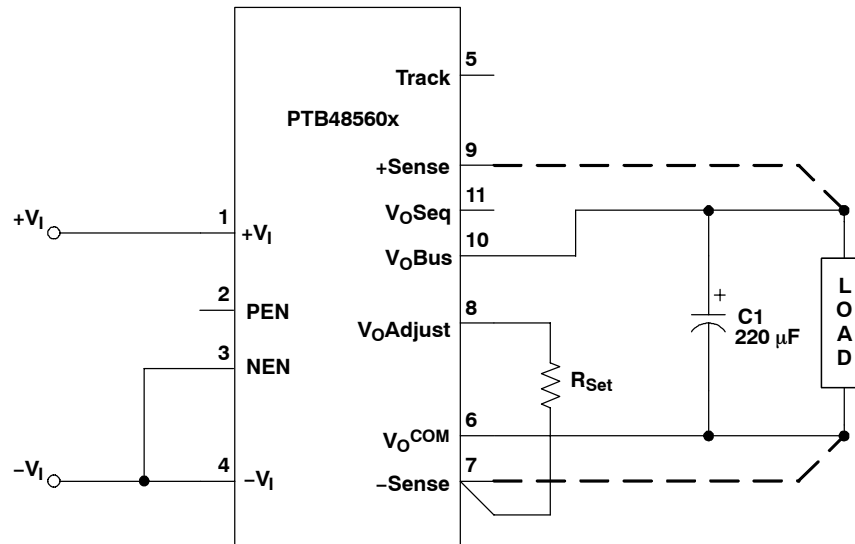 5
Track
PTB48560x
9
+Sense
11
VOSeq
+VI
1
+VI
10
VOBus
2
PEN
8
VOAdjust
3
NEN
RSet
+
C1
220 μF
L
O
A
D
6
VOCOM
7
−Sense
−VI
4
−VI